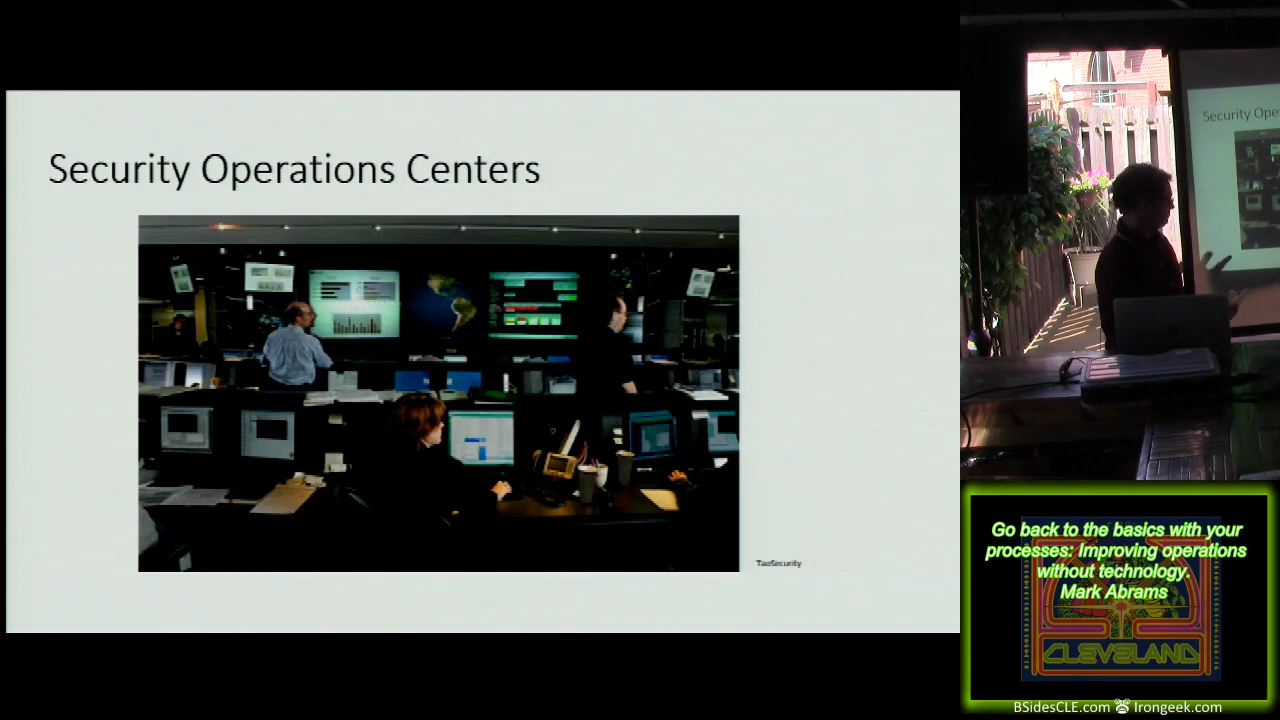 Security Operations Centers
TaoSecurity
Security Ope
Go back to the basics with your
processes: Improving operations
without technology.
Mark Abrams
CLEVELAND
BSidesCLE.com Irongeek.com